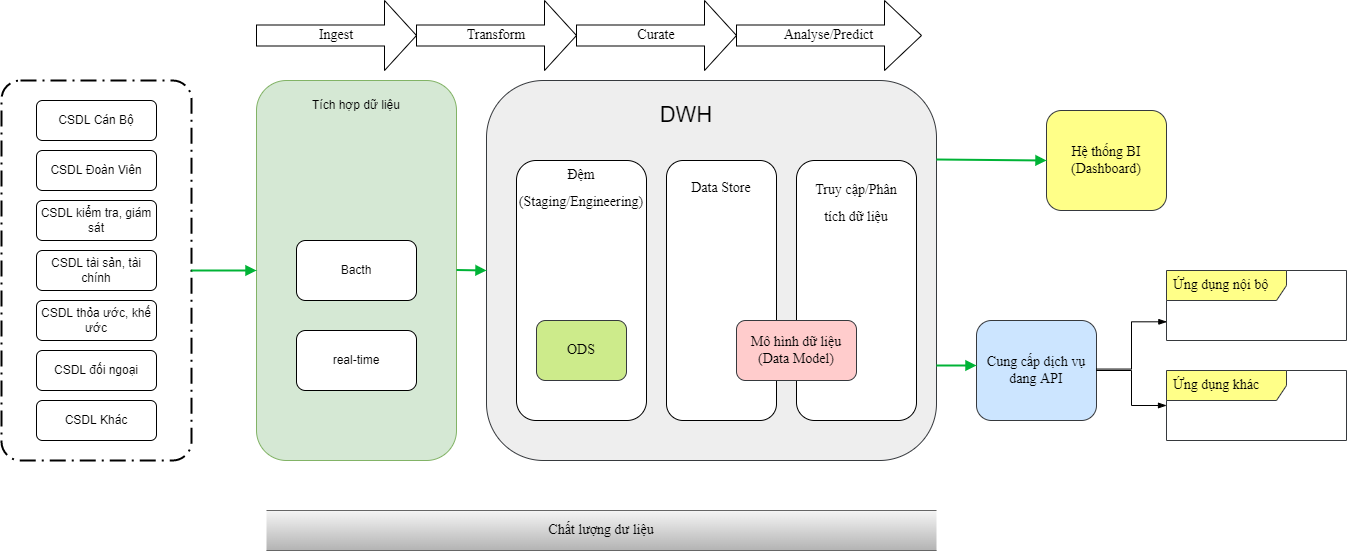 Ingest
Transform
Curate
Analyse/Predict
CSDL Cán Bộ
CSDL Đoàn Viên
CSDL kiểm tra, giám
sát
CSDL tài sản, tài
chính
CSDL thỏa ước, khế
ước
CSDL đối ngoại
CSDL Khác
Tích hợp dữ liệu
Bacth
real-time
DWH
Đệm
(Staging/Engineering)
ODS
Data Store
Truy cập/Phân
tích dữ liệu
Mô hình dữ liệu
(Data Model)
Hệ thống BI
(Dashboard)
Cung cấp dịch vụ
dang API
Ứng dụng nội bộ
Ứng dụng khác
Chất lượng dư liệu